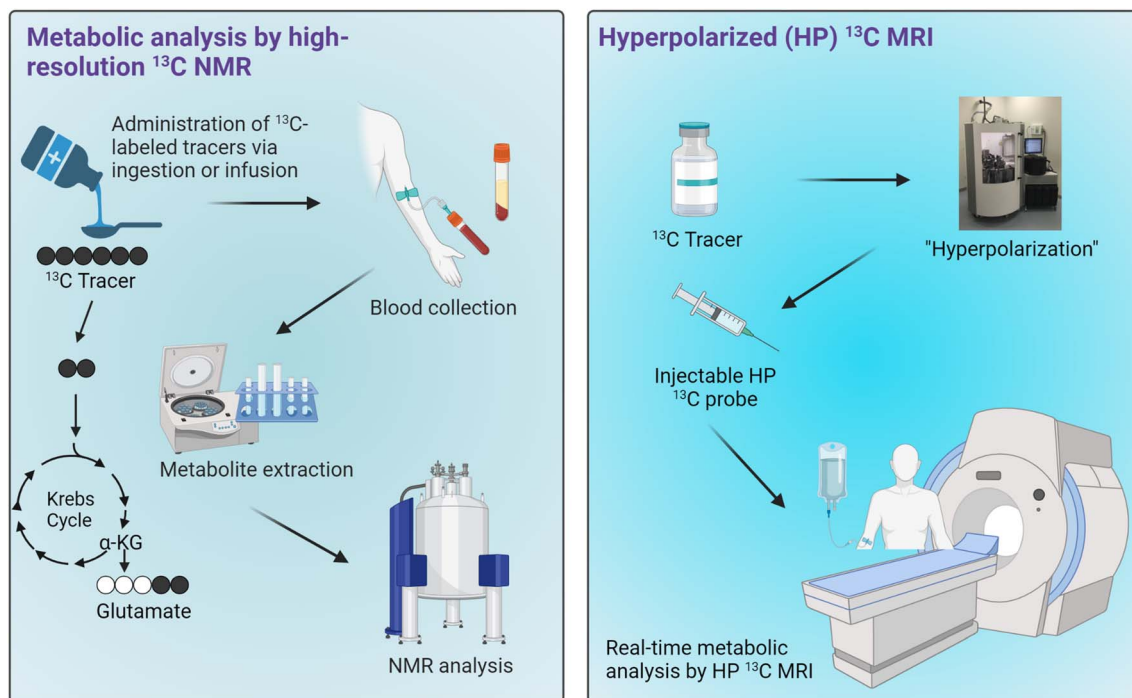 Metabolic analysis by high-
resolution ¹³C NMR
Administration of ¹³C-
labeled tracers via
ingestion or infusion
¹³C Tracer
Blood collection
Metabolite extraction
Krebs
Cycle
α-KG
Glutamate
NMR analysis
Hyperpolarized (HP) ¹³C MRI
¹³C Tracer
"Hyperpolarization"
Injectable HP
¹³C probe
Real-time metabolic
analysis by HP ¹³C MRI